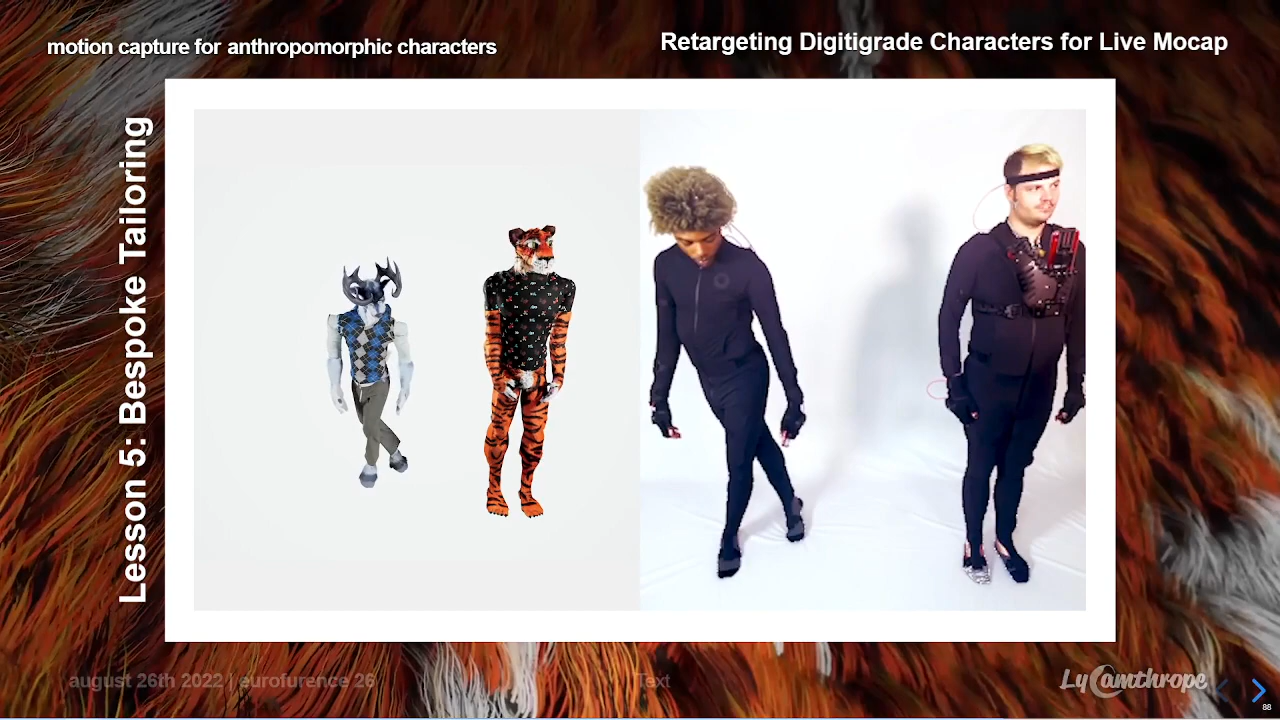 motion capture for anthropomorphic characters
Retargeting Digitigrade Characters for Live Mocap
Lesson 5: Bespoke Tailoring
august 26th 2022 | eurofurence 26
Text
Lycamthrope
88